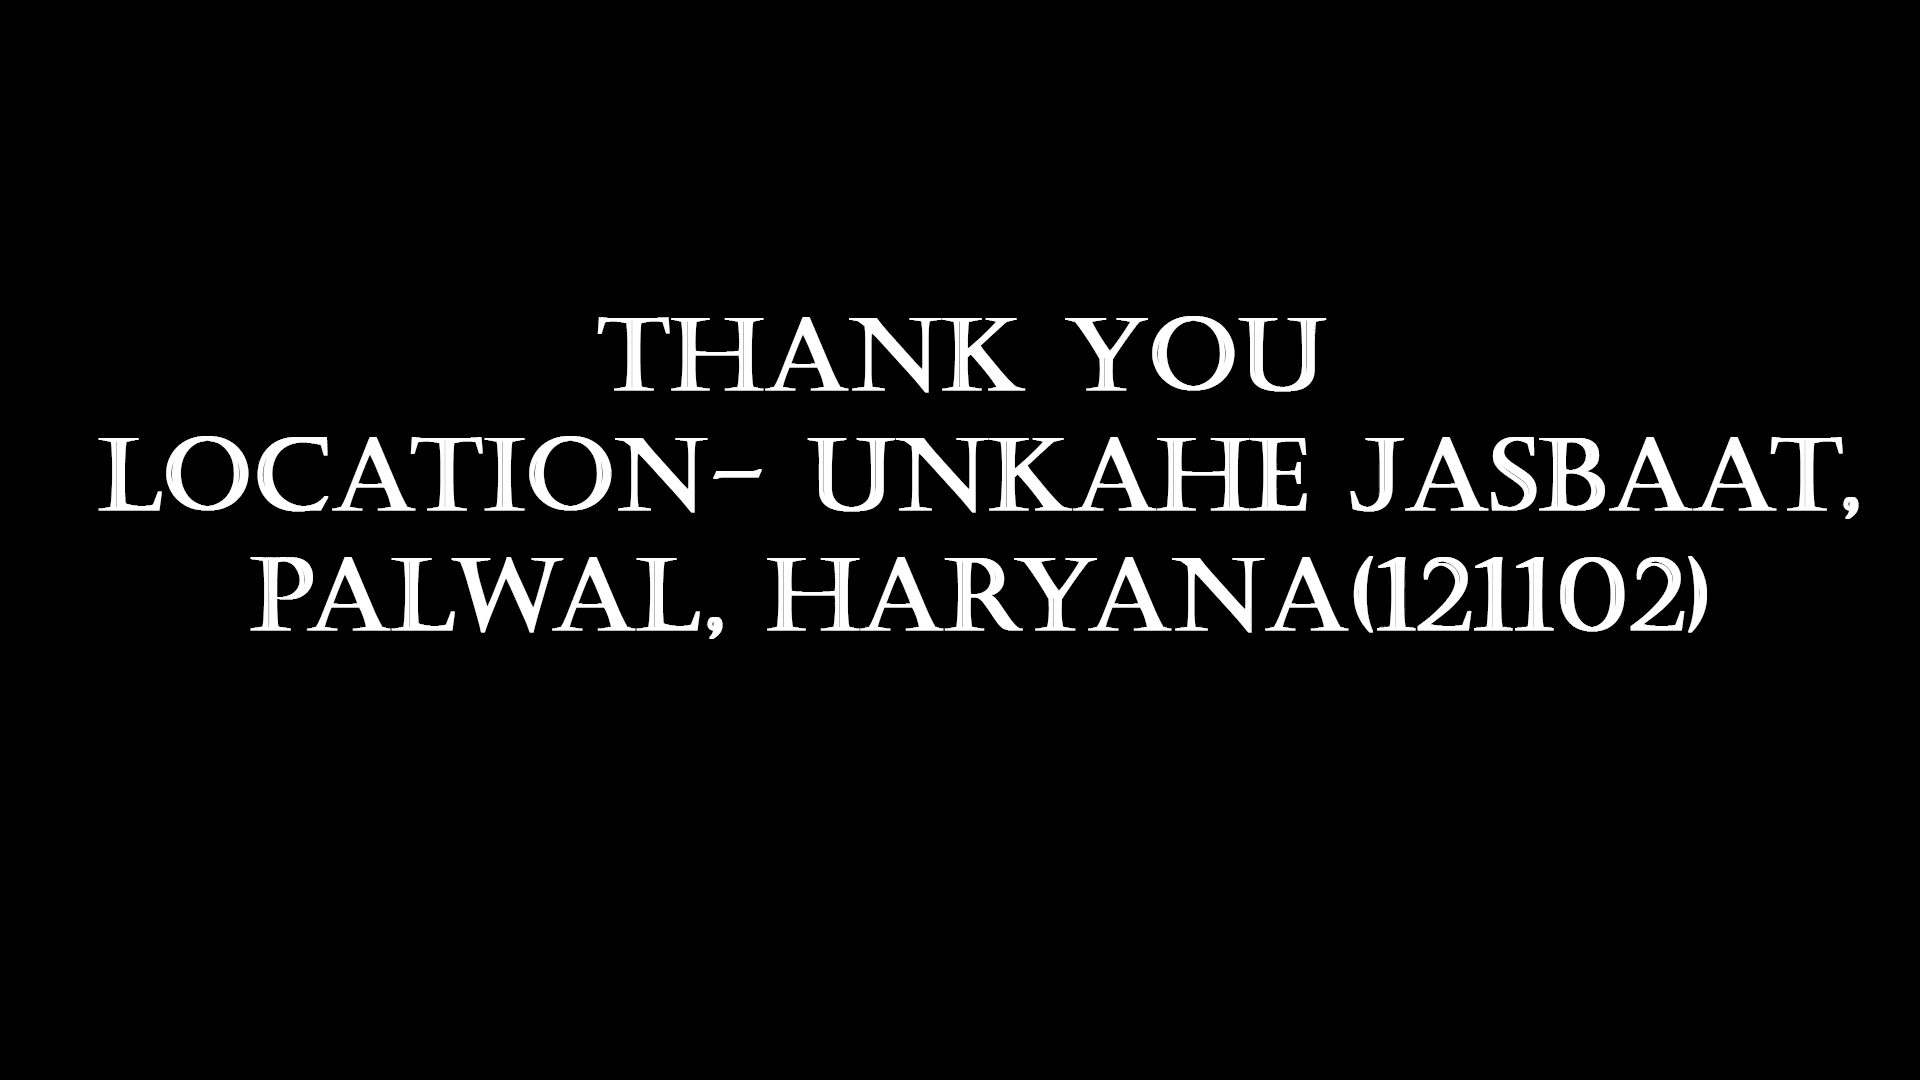 THANK YOU
LOCATION- UNKAHE JASBAAT,
PALWAL, HARYANA(121102)